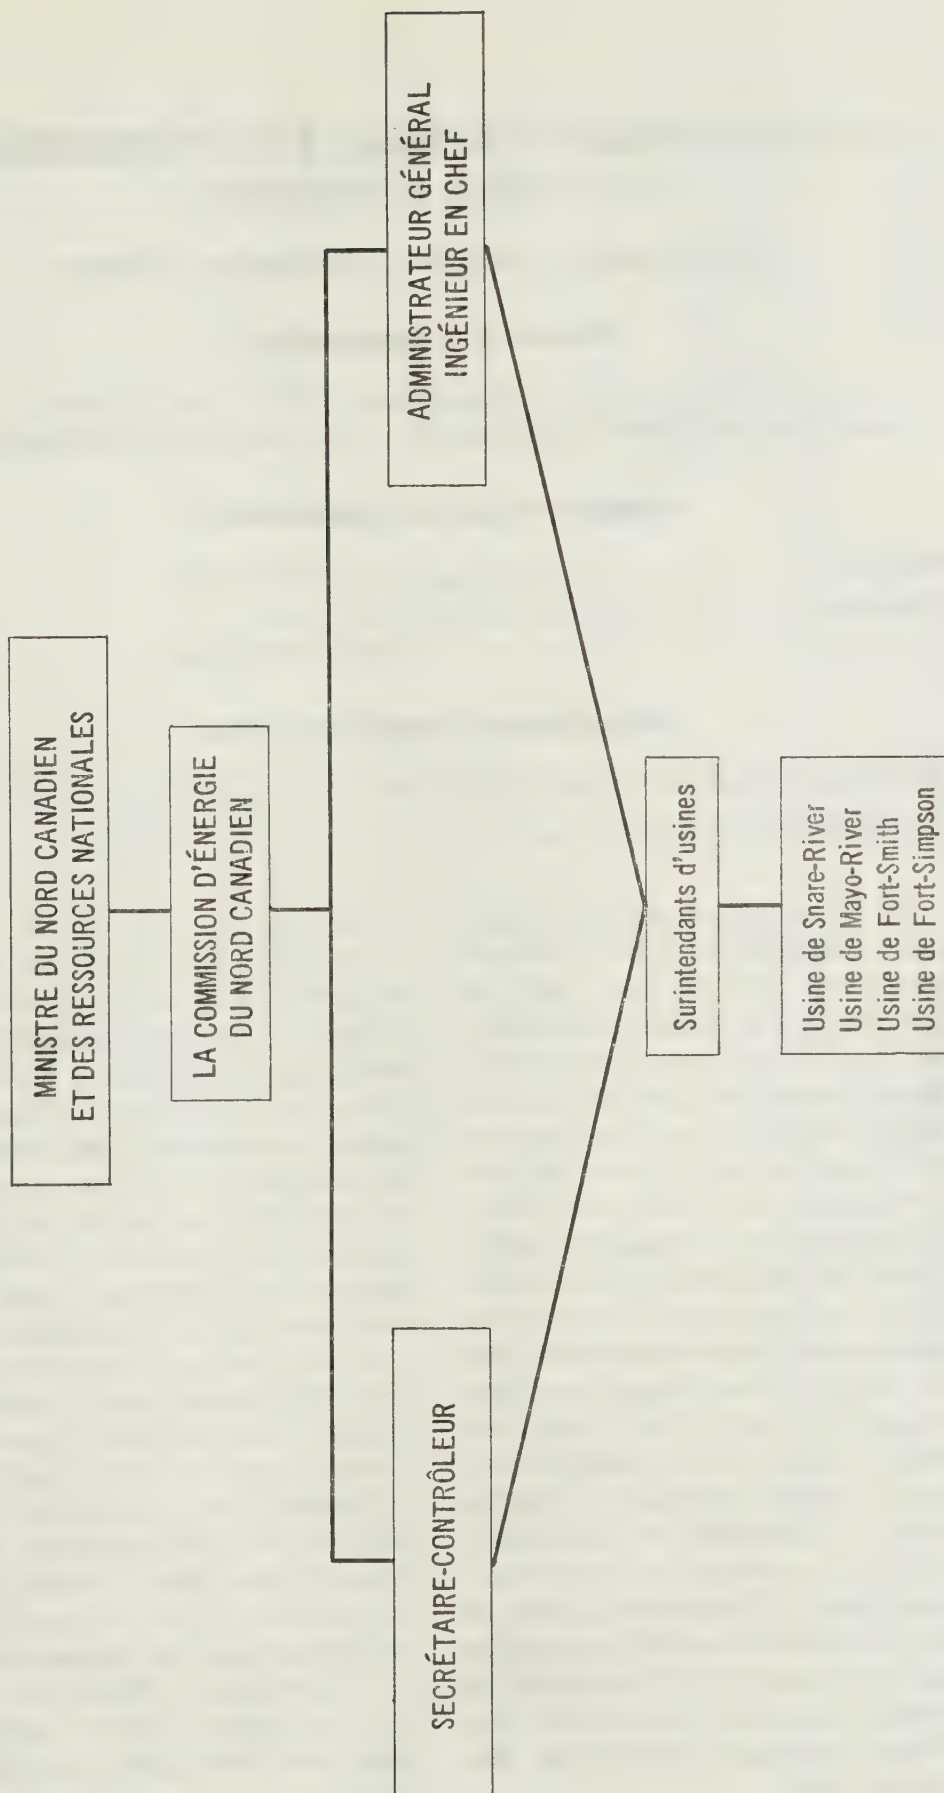 MINISTRE DU NORD CANADIEN
ET DES RESSOURCES NATIONALES
LA COMMISSION D'ÉNERGIE
DU NORD CANADIEN
SECRÉTAIRE-CONTRÔLEUR
ADMINISTRATEUR GÉNÉRAL
INGÉNIEUR EN CHEF
Surintendants d'usines
Usine de Snare-River
Usine de Mayo-River
Usine de Fort-Smith
Usine de Fort-Simpson